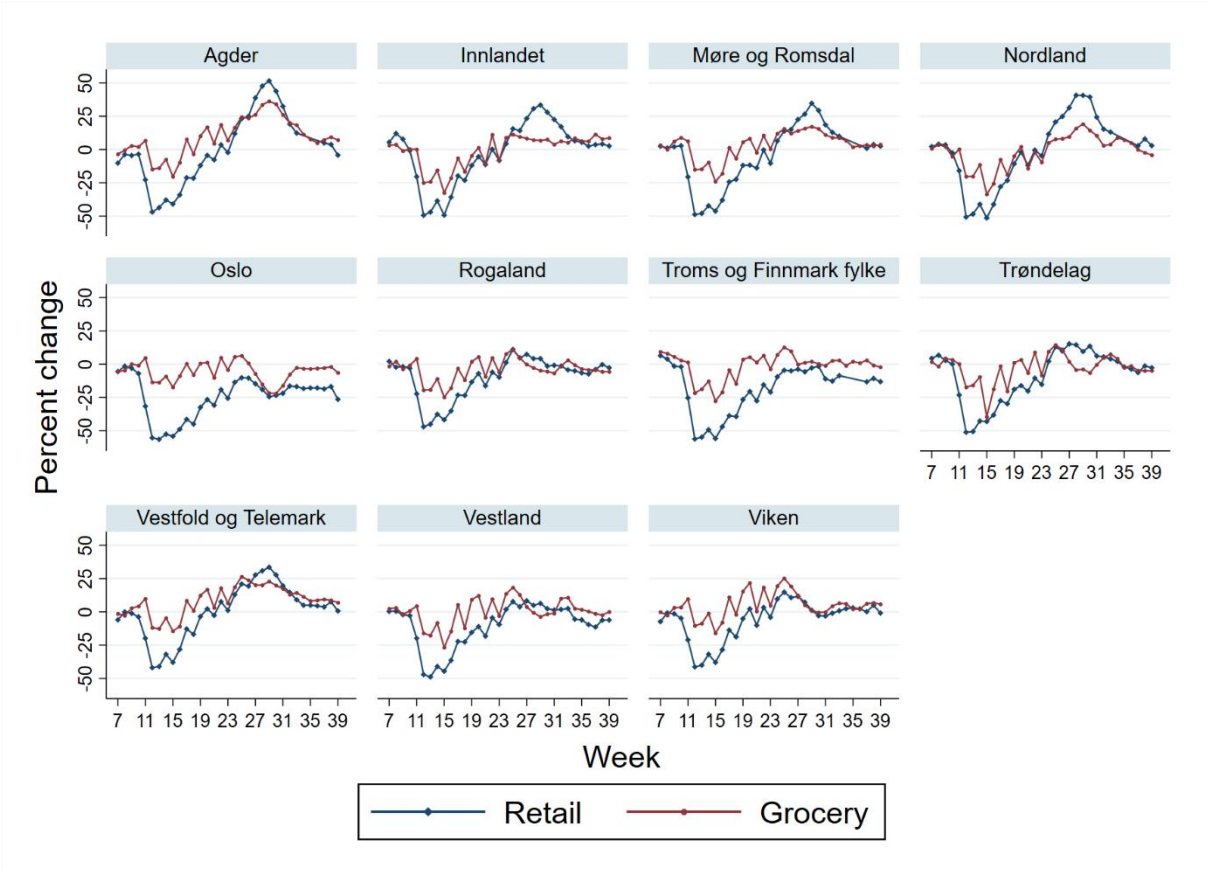 Agder Innlandet Møre og Romsdal Nordland
50
25
0
-25
-50
Oslo Rogaland Troms og Finnmark fylke Trøndelag
50
25
0
-25
-50
7 11 15 19 23 27 31 35 39
Vestfold og Telemark Vestland Viken
50
25
0
-25
-50
7 11 15 19 23 27 31 35 39 7 11 15 19 23 27 31 35 39 7 11 15 19 23 27 31 35 39
Percent change
Week
Retail Grocery